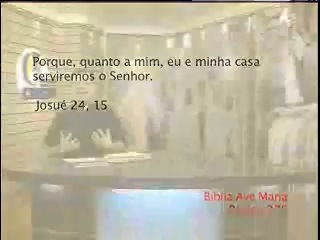 Porque, quanto a mim, eu e minha casa
serviremos o Senhor.
Josué 24, 15
Bíblia Ave Maria